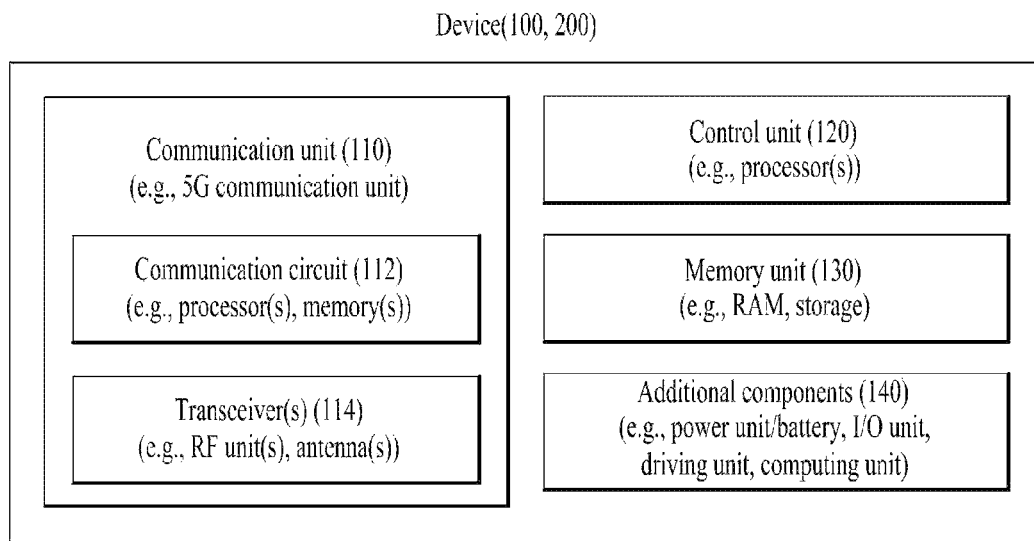 Device(100, 200)
Communication unit (110)
(e.g., 5G communication unit)
Communication circuit (112)
(e.g., processor(s), memory(s))
Transceiver(s) (114)
(e.g., RF unit(s), antenna(s))
Control unit (120)
(e.g., processor(s))
Memory unit (130)
(e.g., RAM, storage)
Additional components (140)
(e.g., power unit/battery, I/O unit,
driving unit, computing unit)